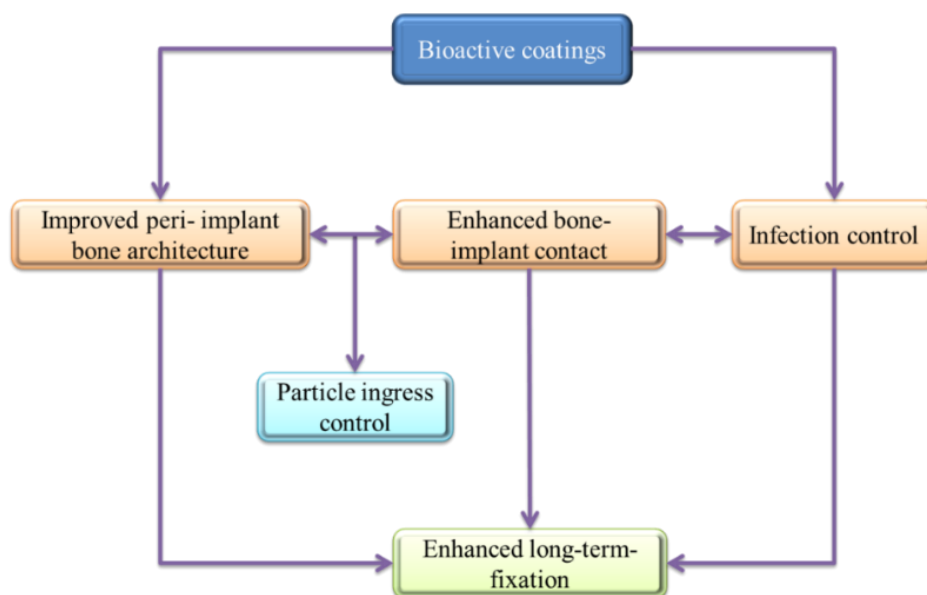 Bioactive coatings
Improved peri- implant
bone architecture
Enhanced bone-
implant contact
Infection control
Particle ingress
control
Enhanced long-term-
fixation